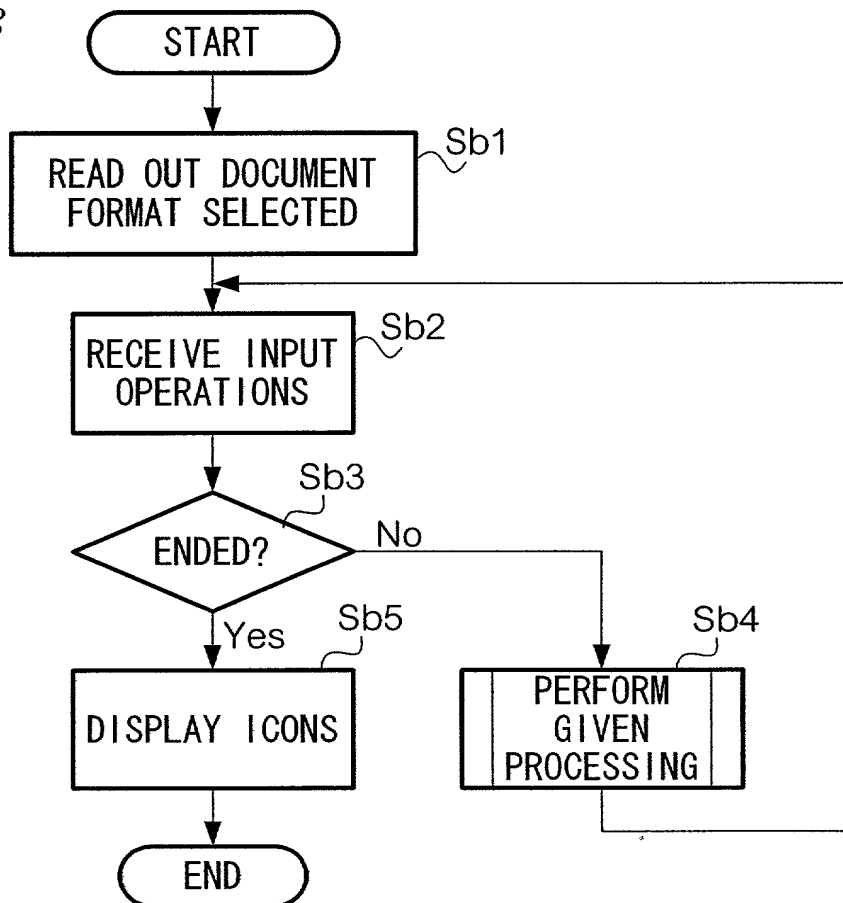 START
Sb1
READ OUT DOCUMENT
FORMAT SELECTED
Sb2
RECEIVE INPUT
OPERATIONS
Sb3
ENDED?
No
Yes
Sb5
DISPLAY ICONS
Sb4
PERFORM
GIVEN
PROCESSING
END